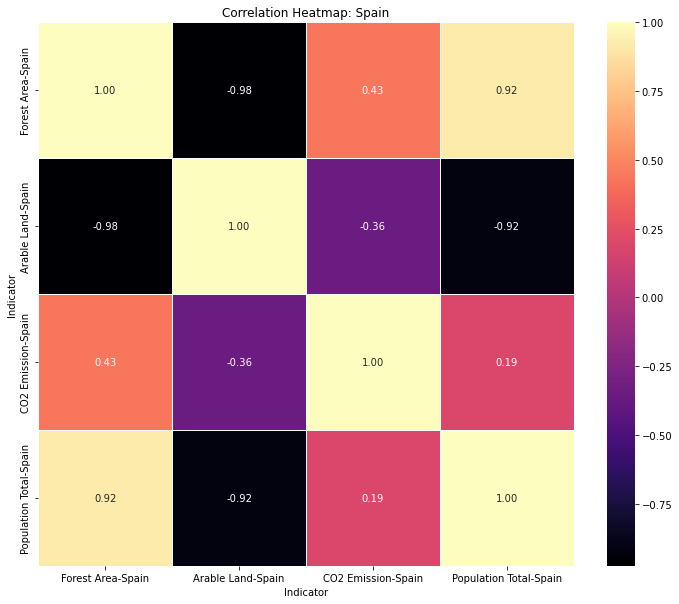 Correlation Heatmap: Spain
Forest Area-Spain
1.00
-0.98
0.43
0.92
Arable Land-Spain
-0.98
1.00
-0.36
-0.92
CO2 Emission-Spain
0.43
-0.36
1.00
0.19
Population Total-Spain
0.92
-0.92
0.19
1.00
Indicator
Forest Area-Spain
Arable Land-Spain
CO2 Emission-Spain
Population Total-Spain
Indicator
1.00
0.75
0.50
0.25
0.00
−0.25
−0.50
−0.75